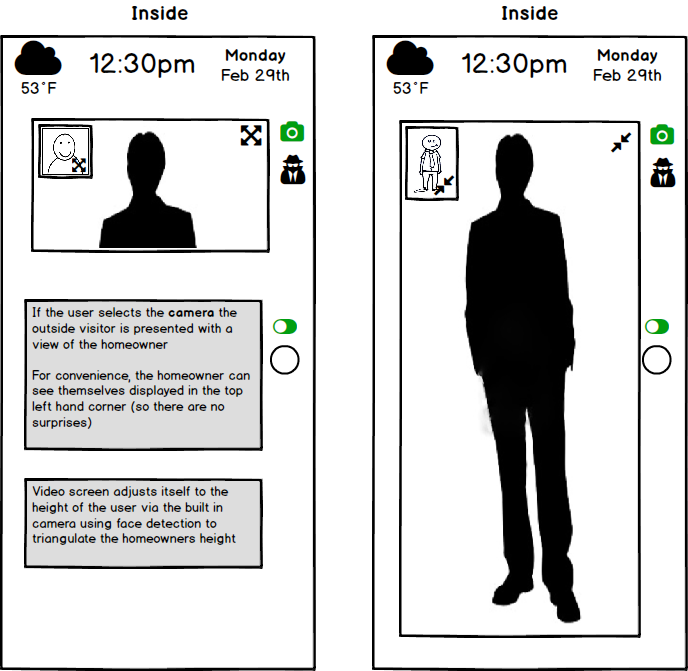 Inside
12:30pm
Monday
Feb 29th
53°F
If the user selects the camera the
outside visitor is presented with a
view of the homeowner
For convenience, the homeowner can
see themselves displayed in the top
left hand corner (so there are no
surprises)
Video screen adjusts itself to the
height of the user via the built in
camera using face detection to
triangulate the homeowners height
Inside
12:30pm
Monday
Feb 29th
53°F